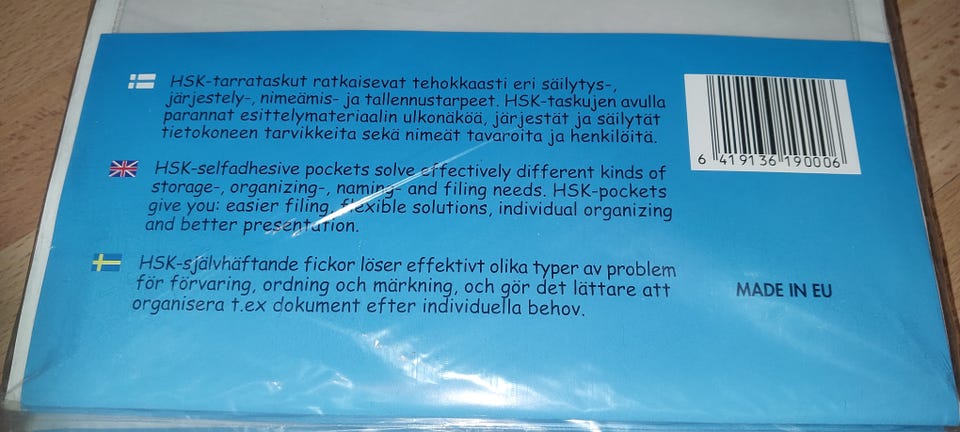 HSK-tarrataskut ratkaisevat tehokkaasti eri säilytys-,
järjestely-, nimeämis- ja tallennustarpeet. HSK-taskujen avulla
parannat esittelymateriaalin ulkonäköä, järjestät ja säilytät
tietokoneen tarvikkeita sekä nimeät tavaroita ja henkilöitä.
6 419136 190006
HSK-selfadhesive pockets solve effectively different kinds of
storage-, organizing-, naming- and filing needs. HSK-pockets
give you: easier filing, flexible solutions, individual organizing
and better presentation.
HSK-självhäftande fickor löser effektivt olika typer av problem
för förvaring, ordning och märkning, och gör det lättare att
organisera t.ex dokument efter individuella behov.
MADE IN EU